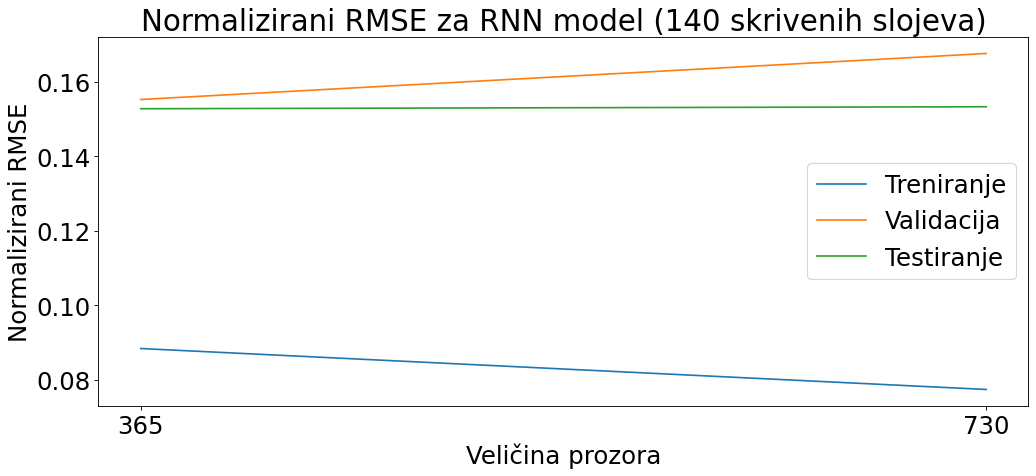 Normalizirani RMSE za RNN model (140 skrivenih slojeva)
Normalizirani RMSE
0.16
0.14
0.12
0.10
0.08
Treniranje
Validacija
Testiranje
365
730
Veličina prozora